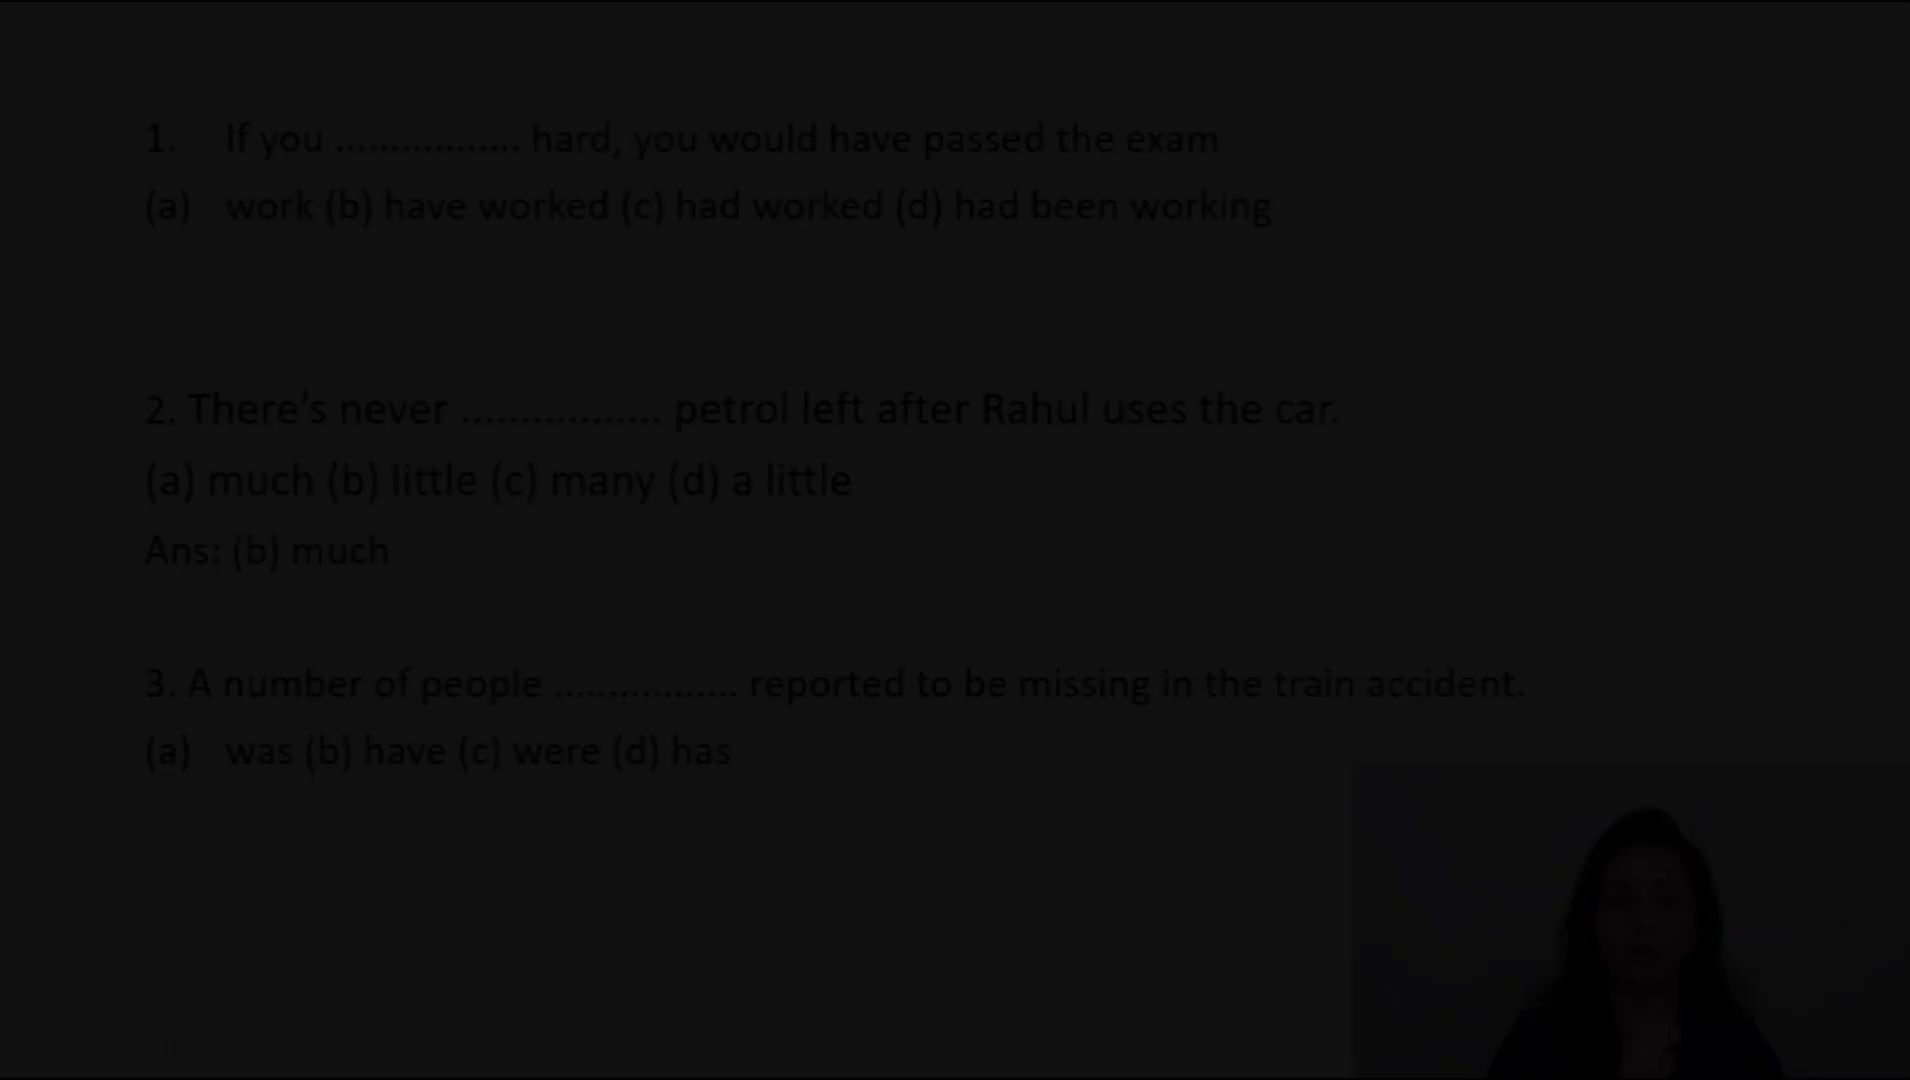 1. If you ................. hard, you would have passed the exam
(a) work (b) have worked (c) had worked (d) had been working
2. There's never ................. petrol left after Rahul uses the car.
(a) much (b) little (c) many (d) a little
Ans: (b) much
3. A number of people ................. reported to be missing in the train accident.
(a) was (b) have (c) were (d) has